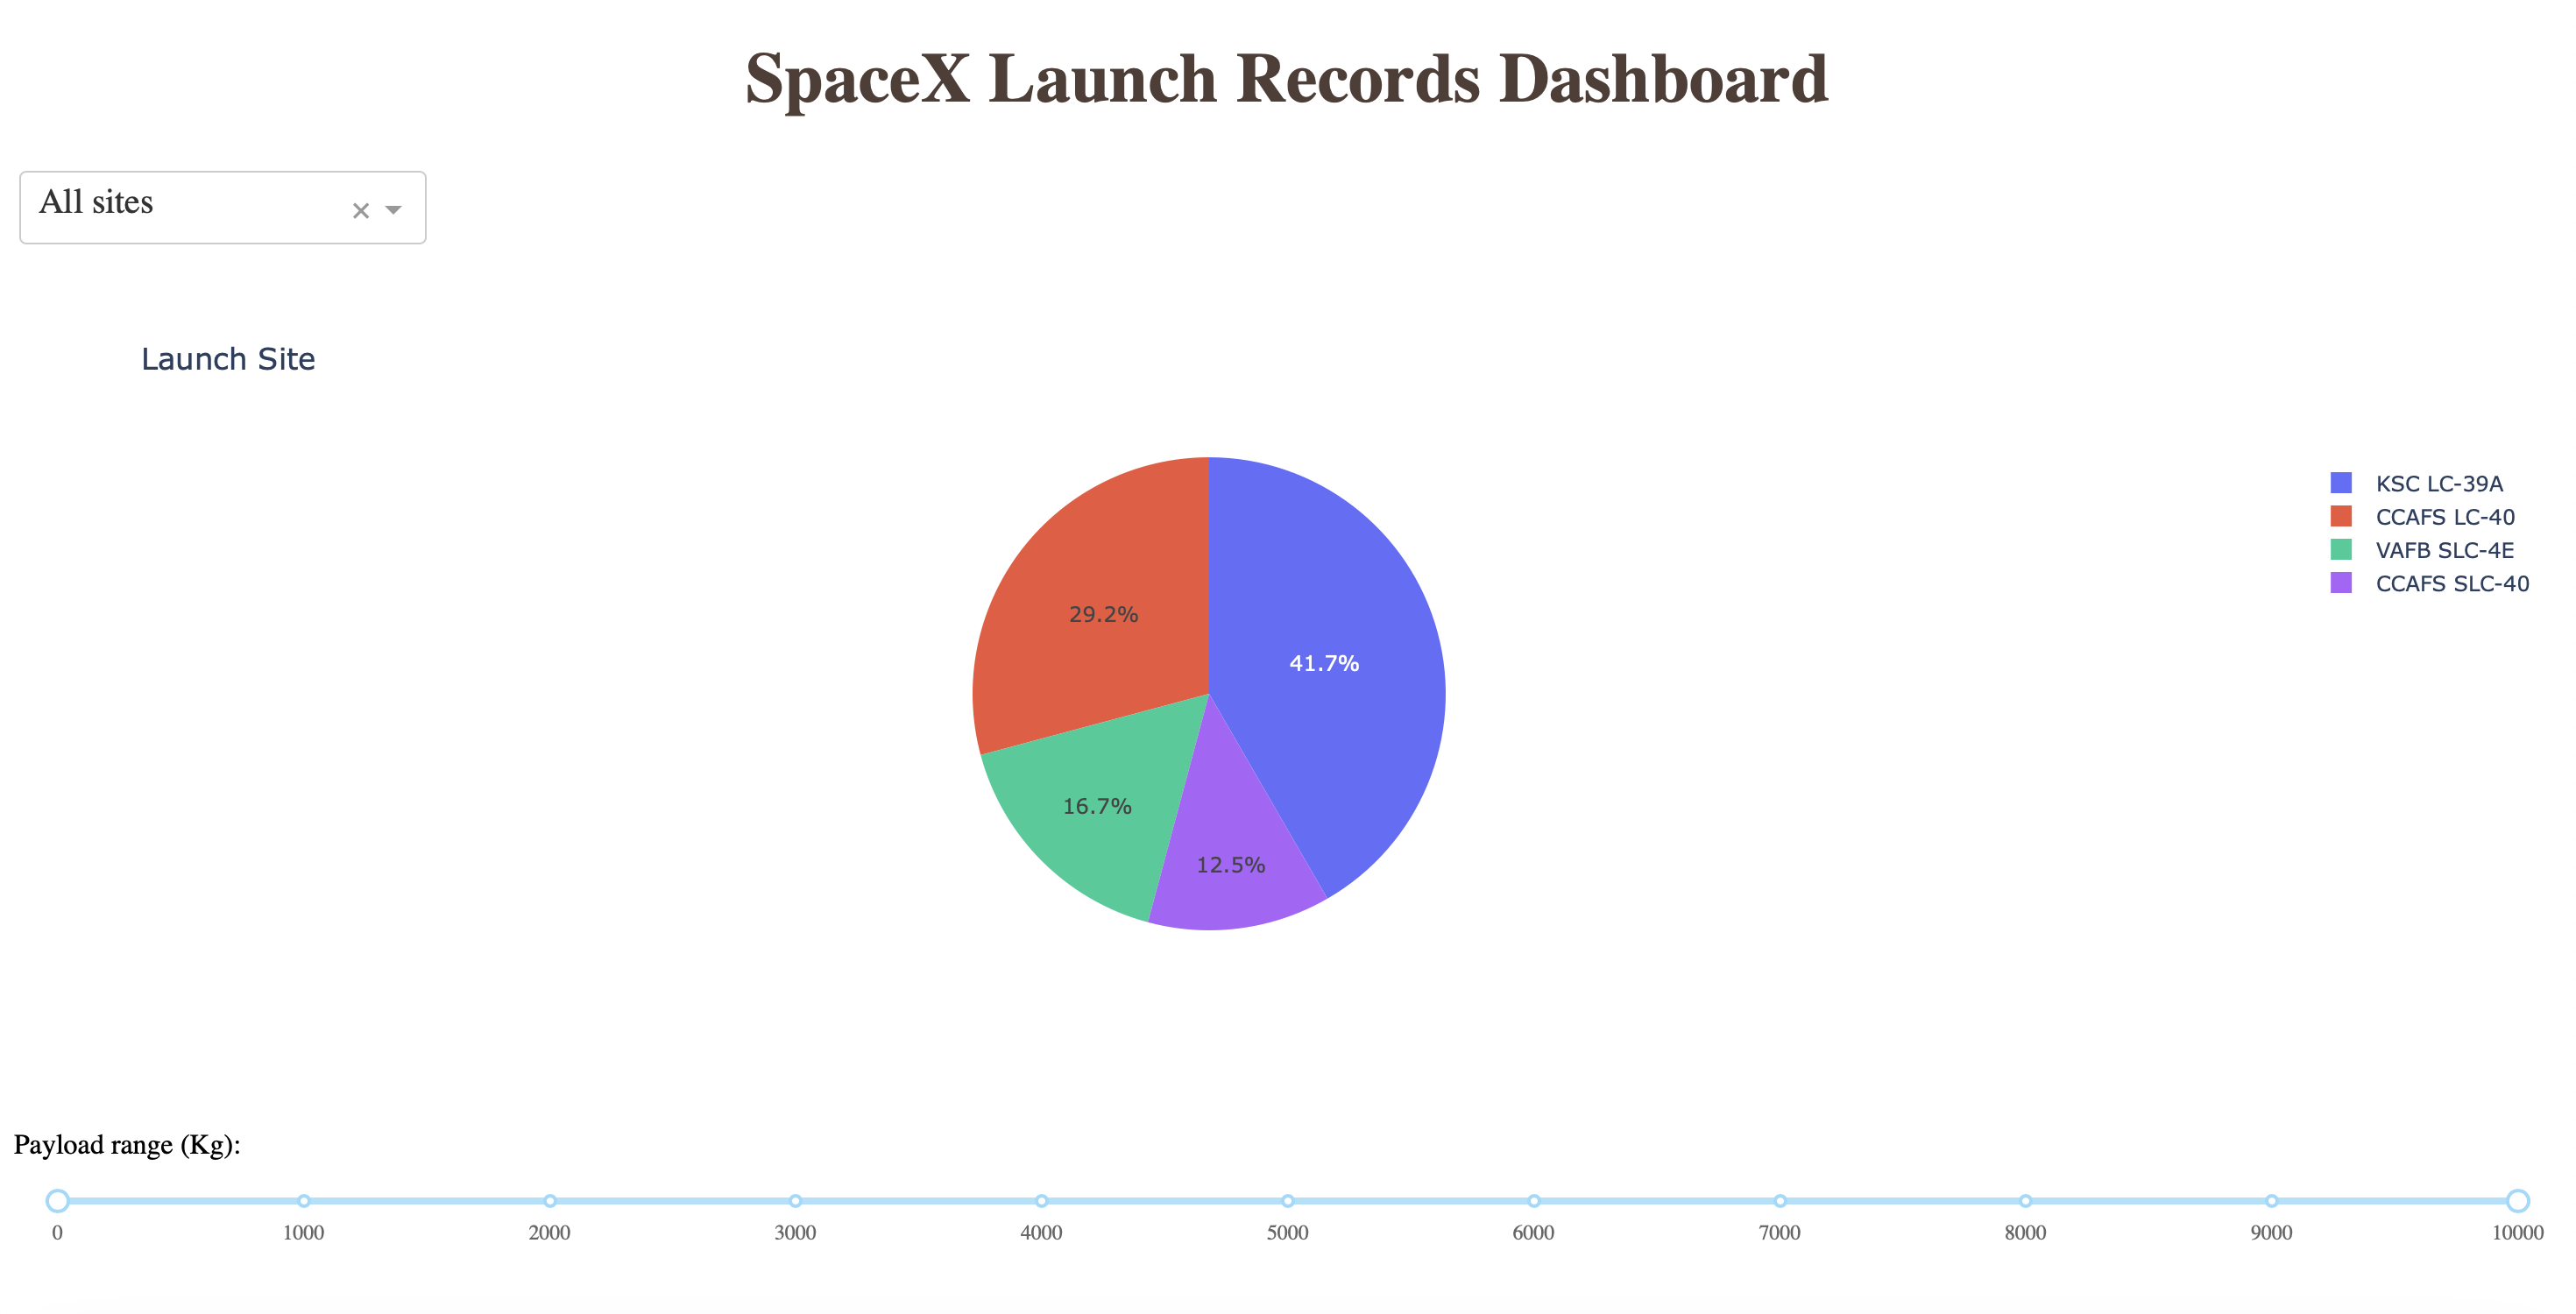 SpaceX Launch Records Dashboard
All sites
Launch Site
KSC LC-39A
CCAFS LC-40
VAFB SLC-4E
CCAFS SLC-40
29.2%
41.7%
16.7%
12.5%
Payload range (Kg):
0 1000 2000 3000 4000 5000 6000 7000 8000 9000 10000